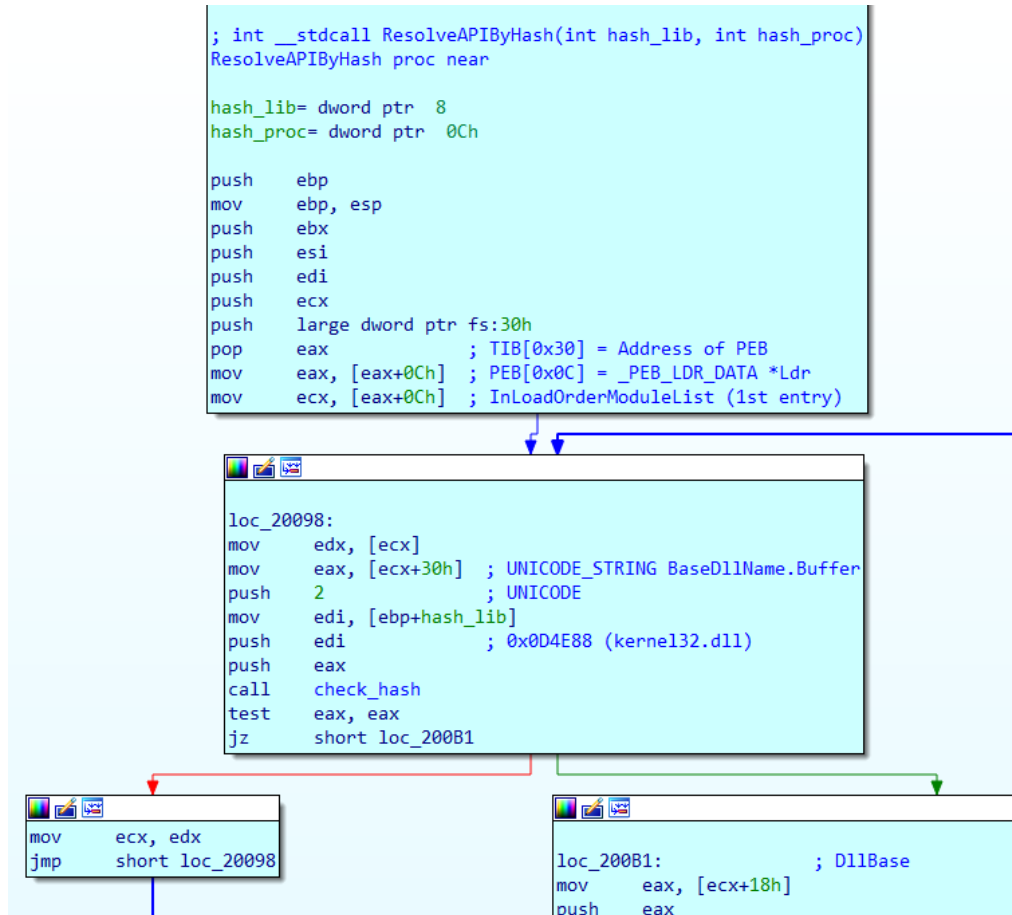 ; int __stdcall ResolveAPIByHash(int hash_lib, int hash_proc)
ResolveAPIByHash proc near
hash_lib= dword ptr  8
hash_proc= dword ptr  0Ch
push    ebp
mov     ebp, esp
push    ebx
push    esi
push    edi
push    ecx
push    large dword ptr fs:30h
pop     eax             ; TIB[0x30] = Address of PEB
mov     eax, [eax+0Ch]  ; PEB[0x0C] = _PEB_LDR_DATA *Ldr
mov     ecx, [eax+0Ch]  ; InLoadOrderModuleList (1st entry)
loc_20098:
mov     edx, [ecx]
mov     eax, [ecx+30h]  ; UNICODE_STRING BaseDllName.Buffer
push    2               ; UNICODE
mov     edi, [ebp+hash_lib]
push    edi             ; 0x0D4E88 (kernel32.dll)
push    eax
call    check_hash
test    eax, eax
jz      short loc_200B1
mov     ecx, edx
jmp     short loc_20098
loc_200B1:              ; DllBase
mov     eax, [ecx+18h]
push    eax